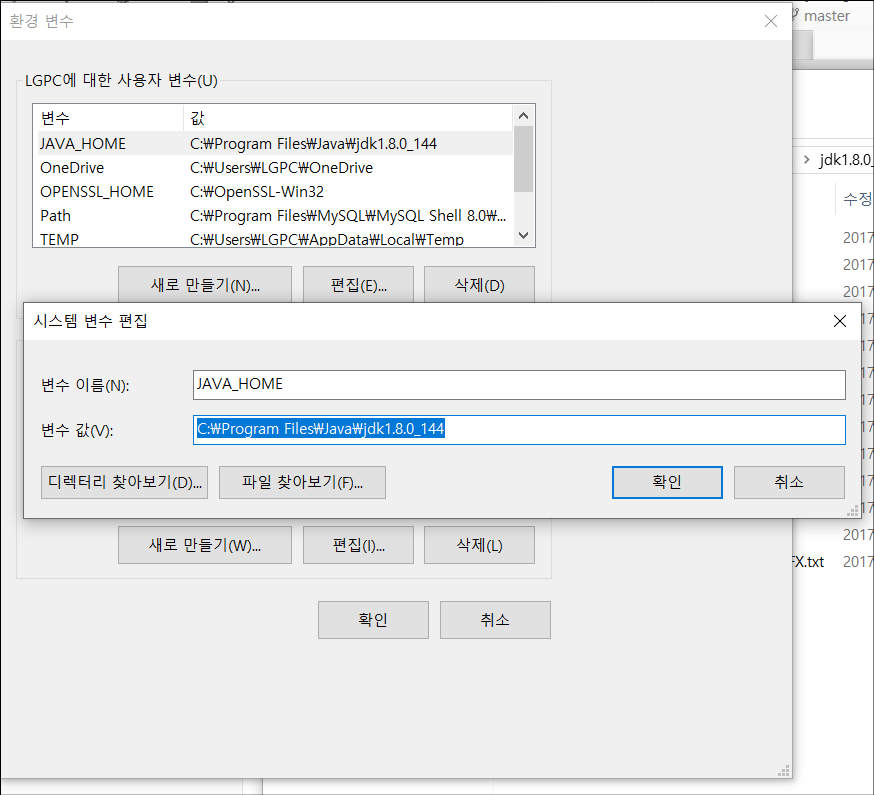 환경 변수
master
LGPC에 대한 사용자 변수(U)
변수 값
JAVA_HOME C:₩Program Files₩Java₩jdk1.8.0_144
OneDrive C:₩Users₩LGPC₩OneDrive
OPENSSL_HOME C:₩OpenSSL-Win32
Path C:₩Program Files₩MySQL₩MySQL Shell 8.0₩...
TEMP C:₩Users₩LGPC₩AppData₩Local₩Temp
새로 만들기(N)... 편집(E)... 삭제(D)
시스템 변수 편집
변수 이름(N): JAVA_HOME
변수 값(V): C:₩Program Files₩Java₩jdk1.8.0_144
디렉터리 찾아보기(D)... 파일 찾아보기(F)... 확인 취소
새로 만들기(W)... 편집(I)... 삭제(L)
확인 취소
jdk1.8.0_
수정
2017
2017
2017
17
17
17
17
17
17
17
17
2017
FX.txt 2017